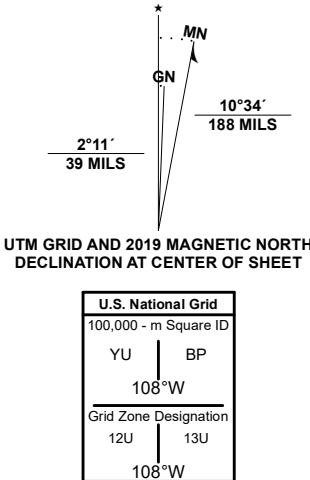 ★
MN
GN
10°34´
188 MILS
2°11´
39 MILS
UTM GRID AND 2019 MAGNETIC NORTH
DECLINATION AT CENTER OF SHEET
U.S. National Grid
100,000 - m Square ID
YU BP
108°W
Grid Zone Designation
12U 13U
108°W